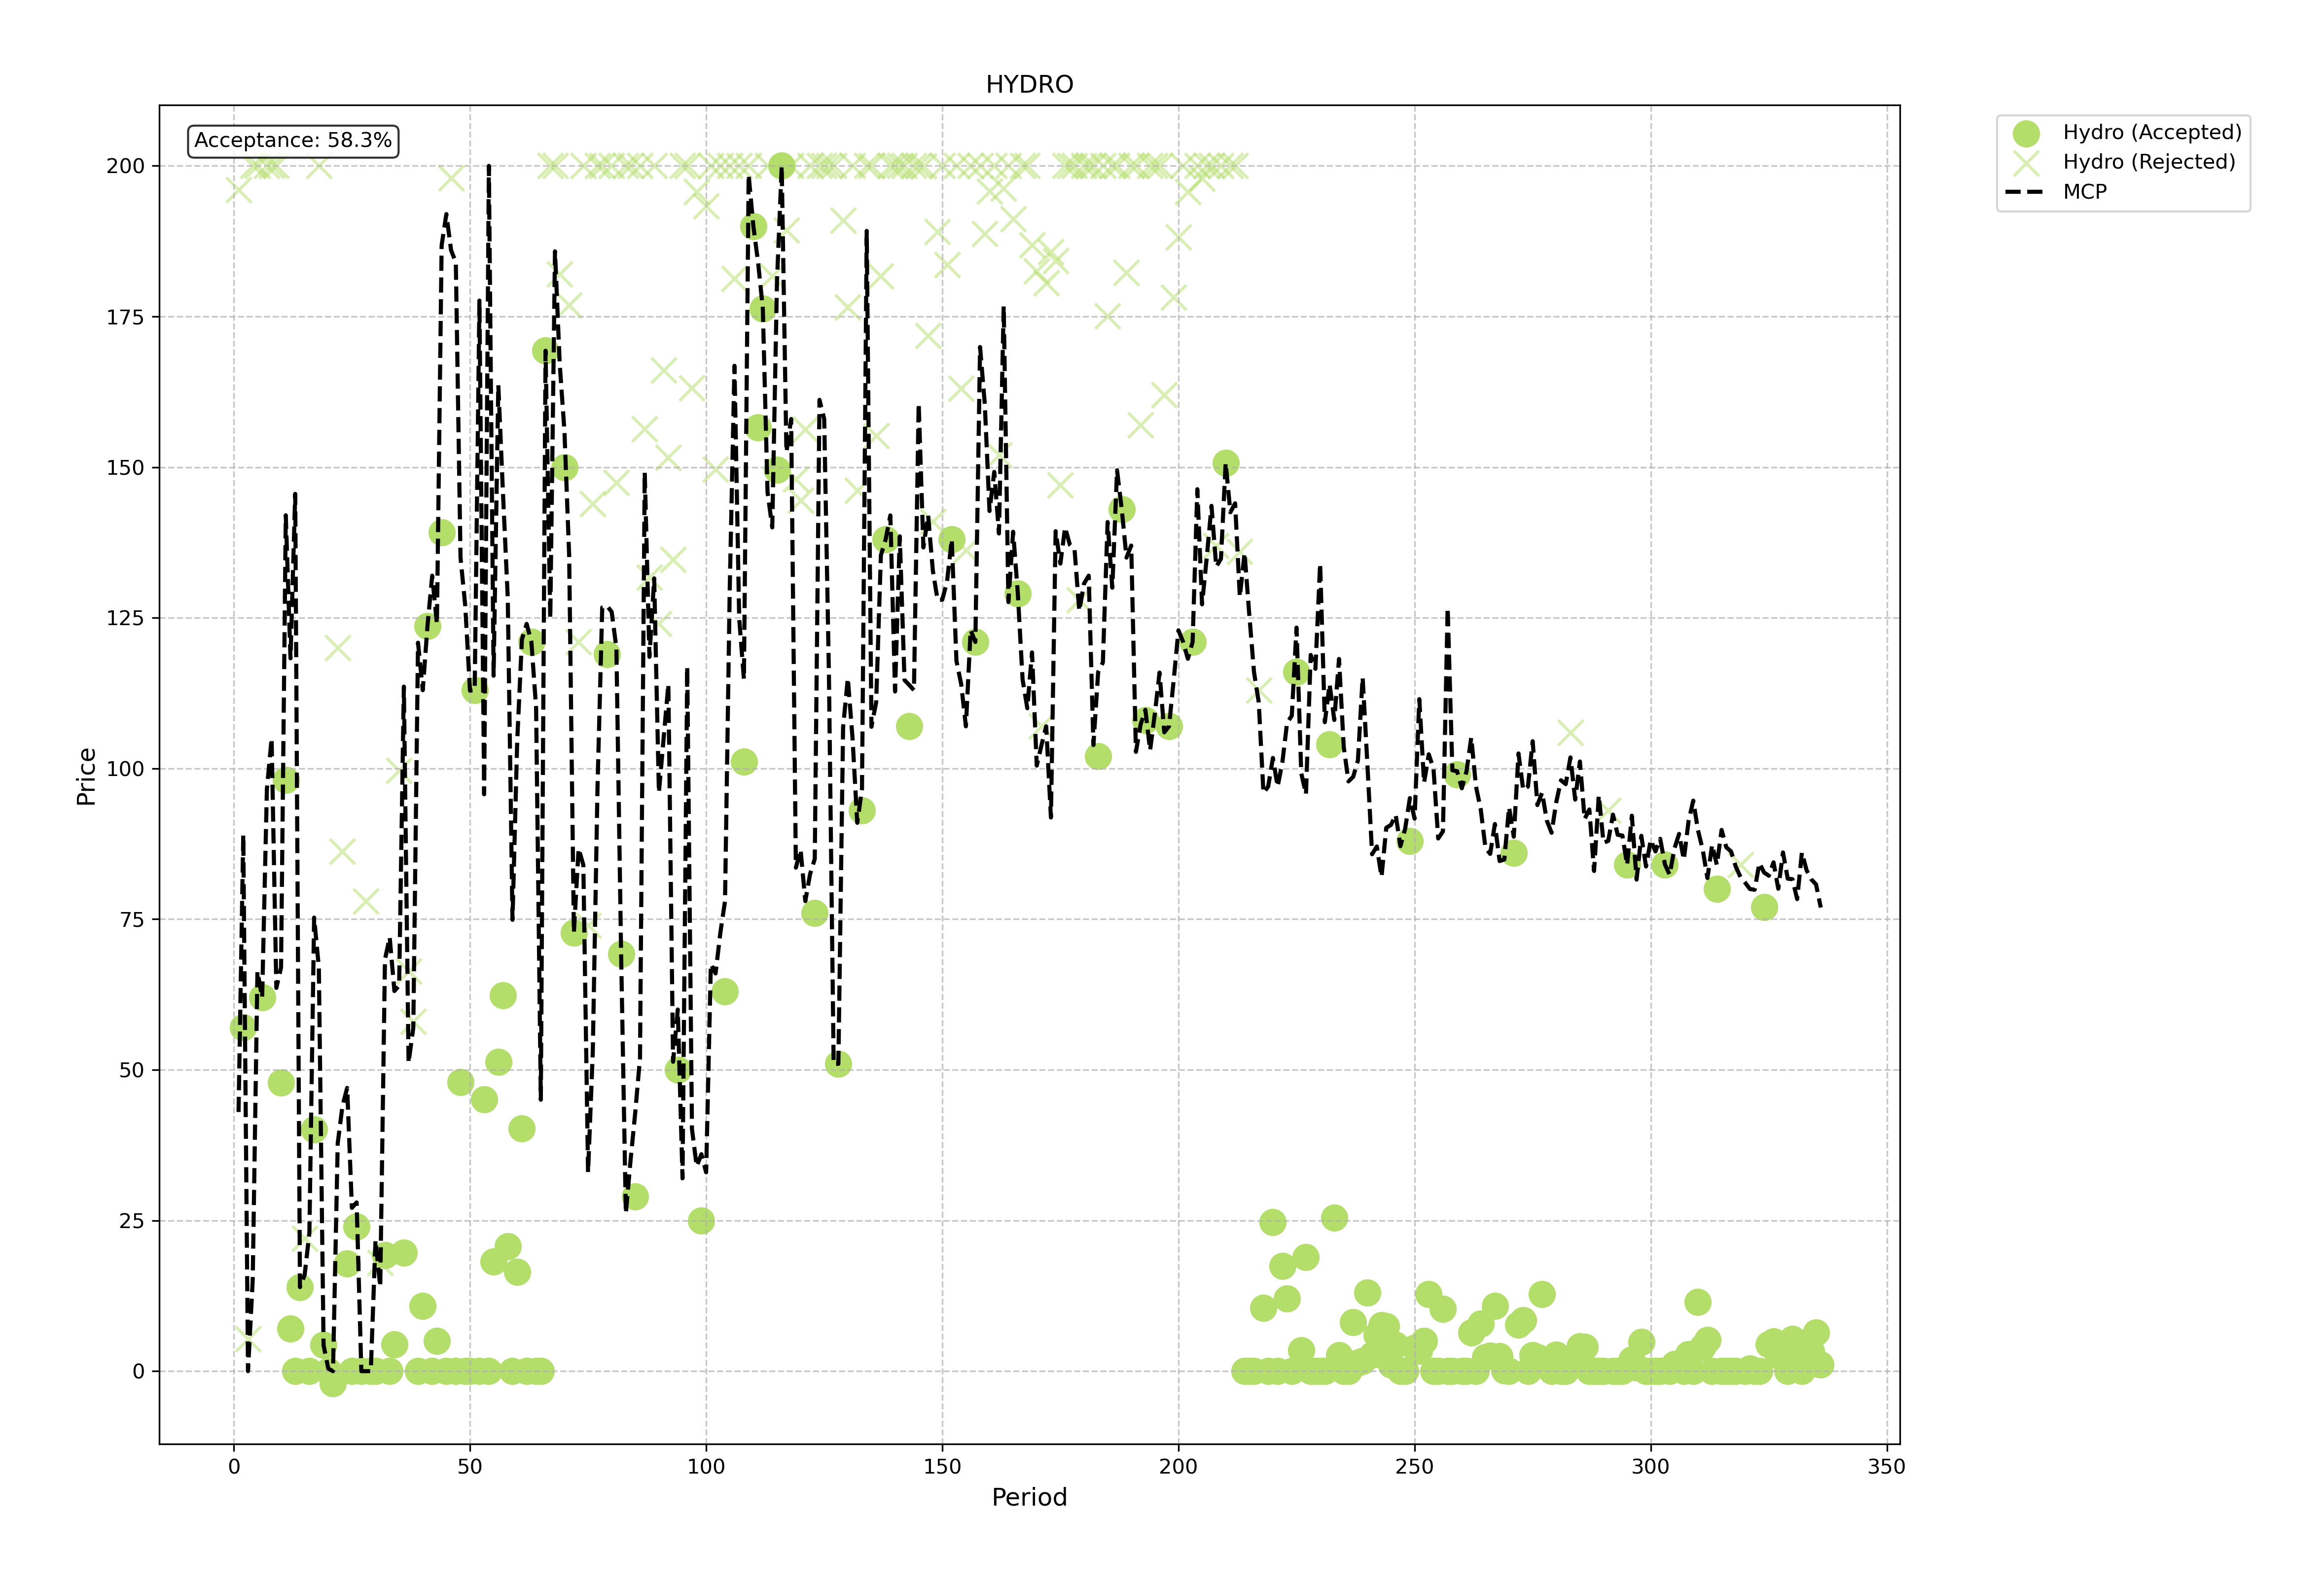 HYDRO
Acceptance: 58.3%
Hydro (Accepted)
Hydro (Rejected)
MCP
200
175
150
125
100
75
50
25
0
Price
0 50 100 150 200 250 300 350
Period